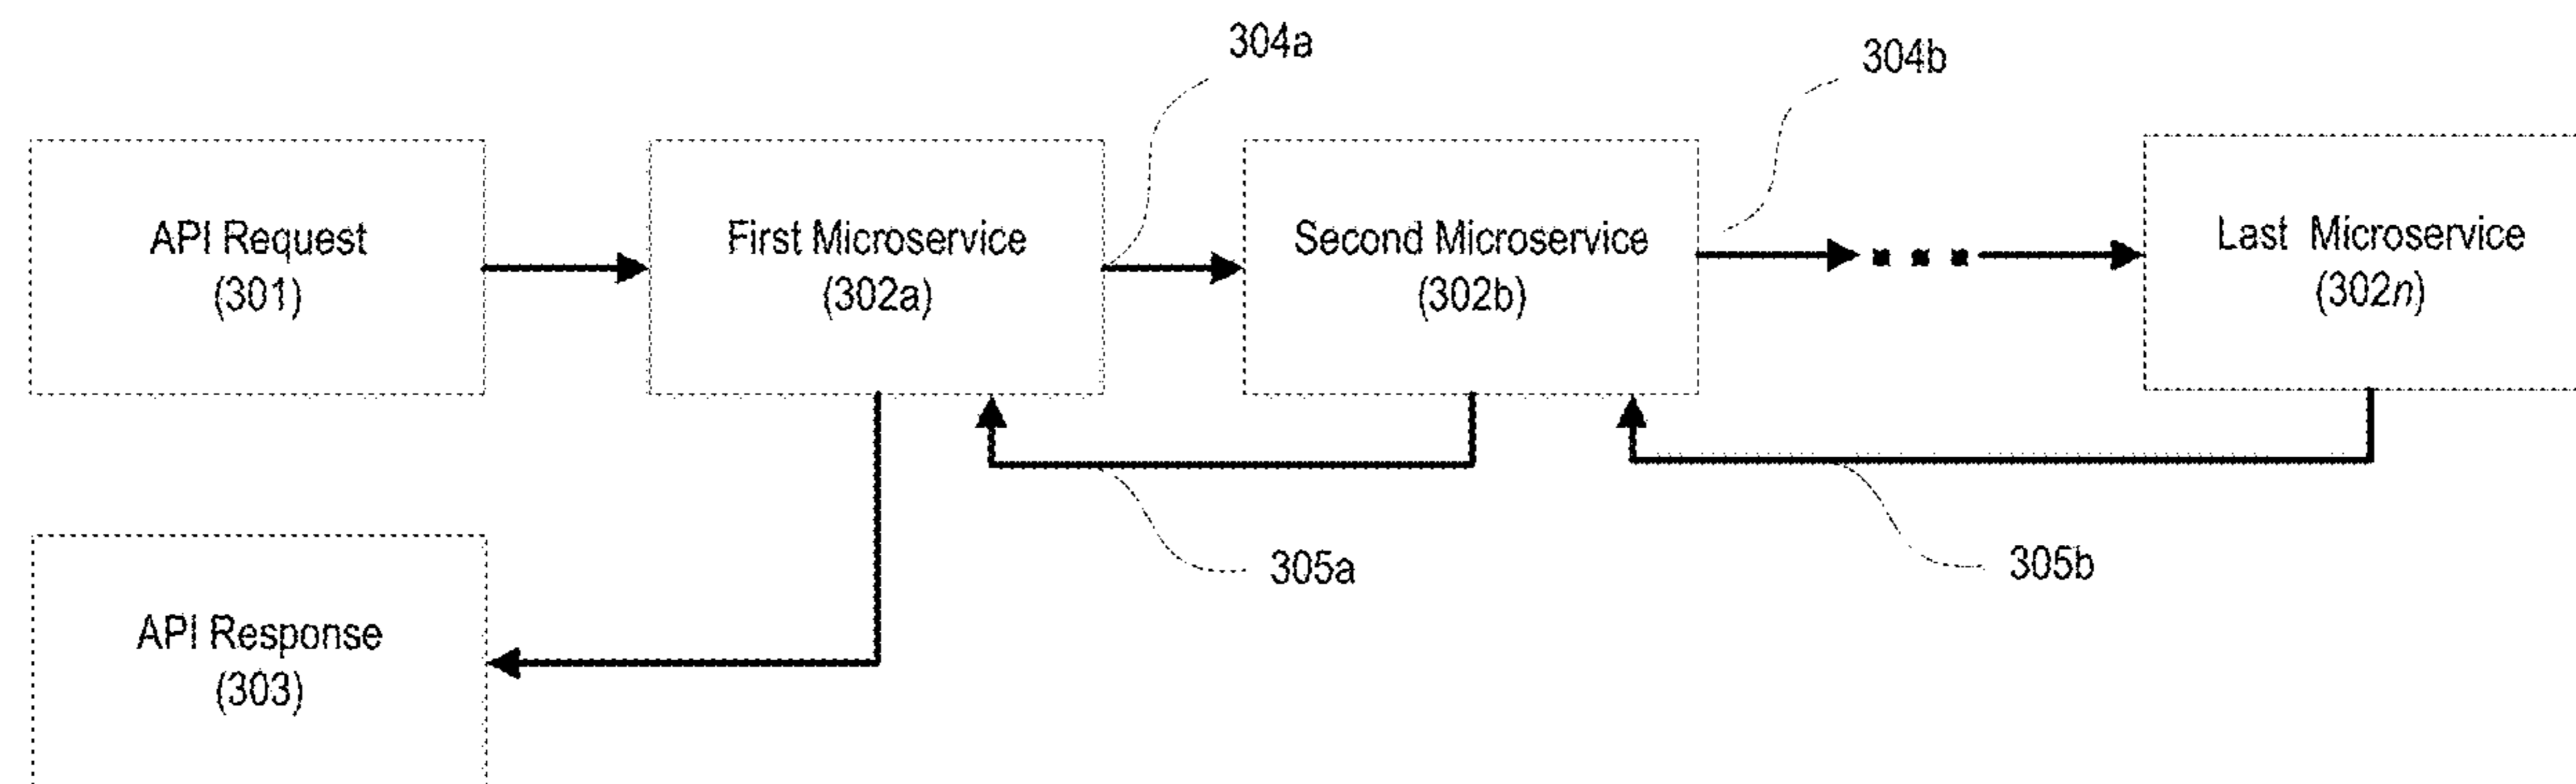 304a
304b
API Request
(301)
First Microservice
(302a)
Second Microservice
(302b)
Last Microservice
(302n)
305a
305b
API Response
(303)